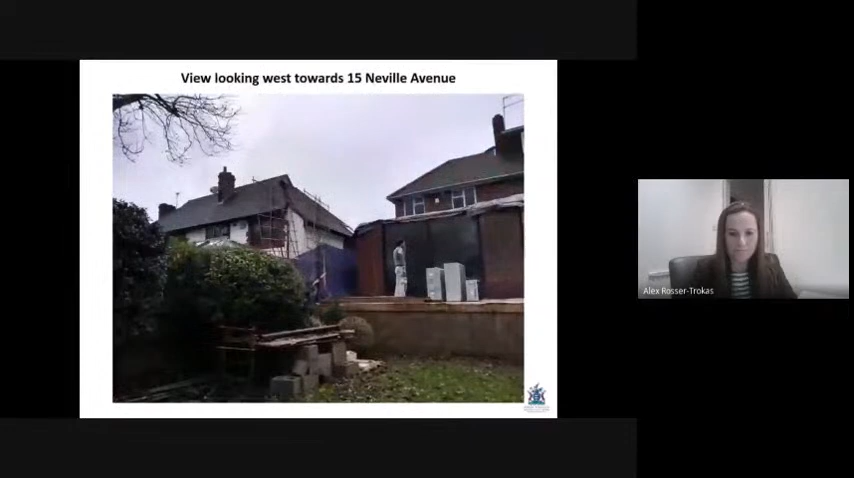 View looking west towards 15 Neville Avenue
Alex Rosser-Trokas